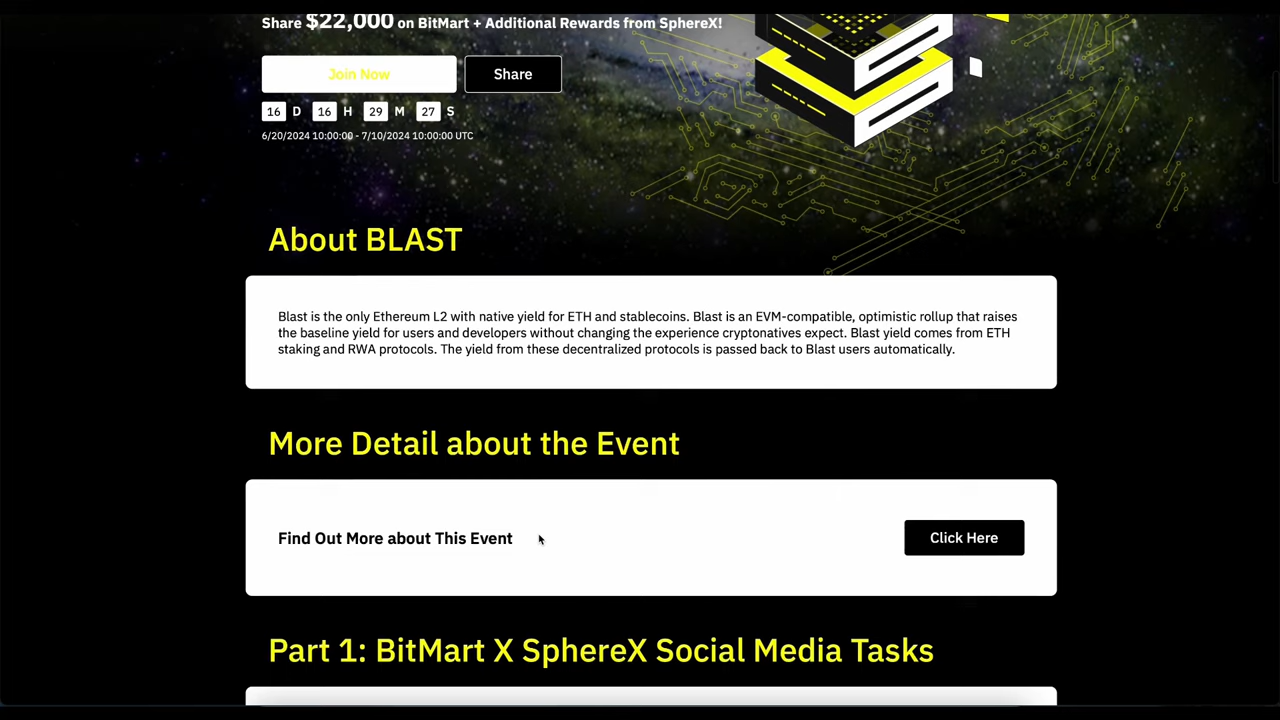 Share $22,000 on BitMart + Additional Rewards from SphereX!
Join Now Share
16 D 16 H 29 M 27 S
6/20/2024 10:00:00 - 7/10/2024 10:00:00 UTC
About BLAST
Blast is the only Ethereum L2 with native yield for ETH and stablecoins. Blast is an EVM-compatible, optimistic rollup that raises
the baseline yield for users and developers without changing the experience cryptonatives expect. Blast yield comes from ETH
staking and RWA protocols. The yield from these decentralized protocols is passed back to Blast users automatically.
More Detail about the Event
Find Out More about This Event
Click Here
Part 1: BitMart X SphereX Social Media Tasks